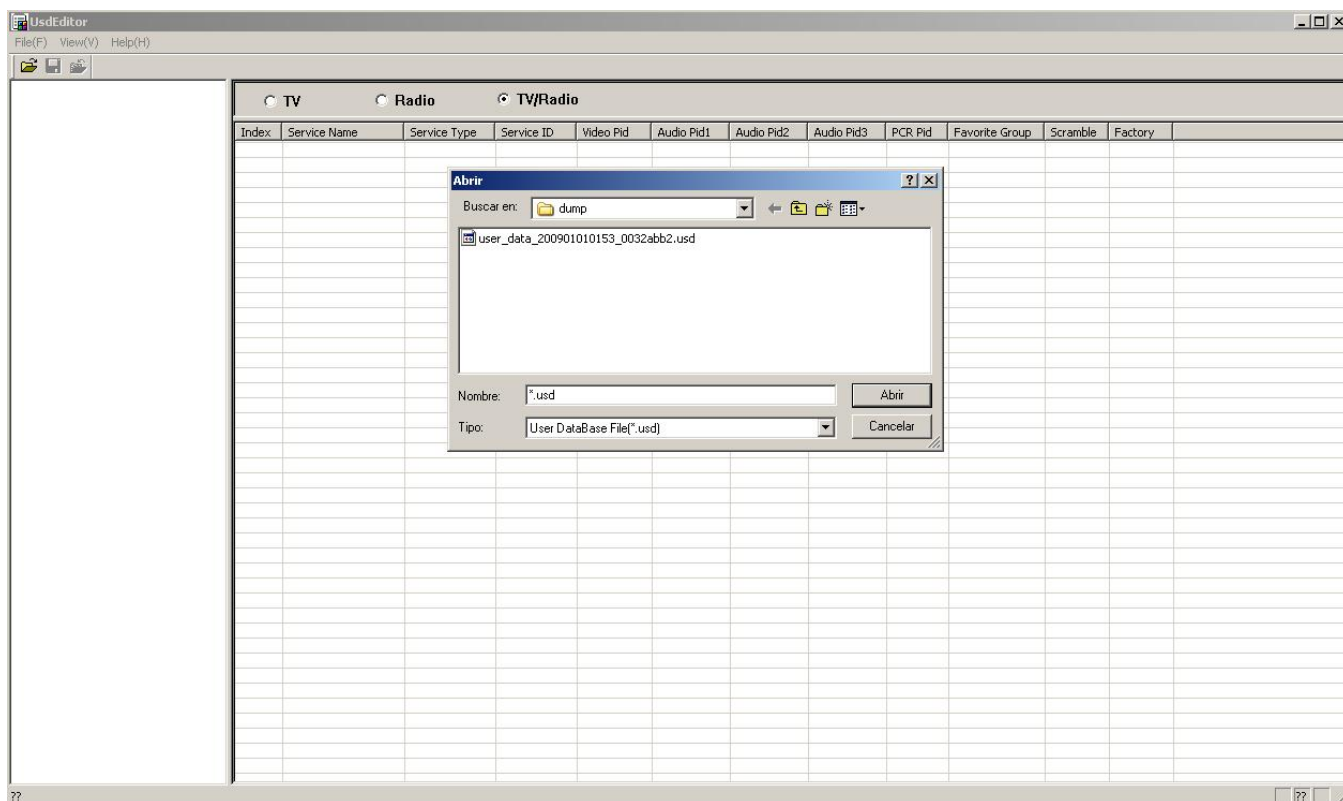 UsdEditor
File(F) View(V) Help(H)
TV Radio TV/Radio
Index Service Name Service Type Service ID Video Pid Audio Pid1 Audio Pid2 Audio Pid3 PCR Pid Favorite Group Scramble Factory
Abrir
Buscar en: dump
user_data_200901010153_0032abb2.usd
Nombre: *.usd Abrir
Tipo: User DataBase File(*.usd) Cancelar
?? ??